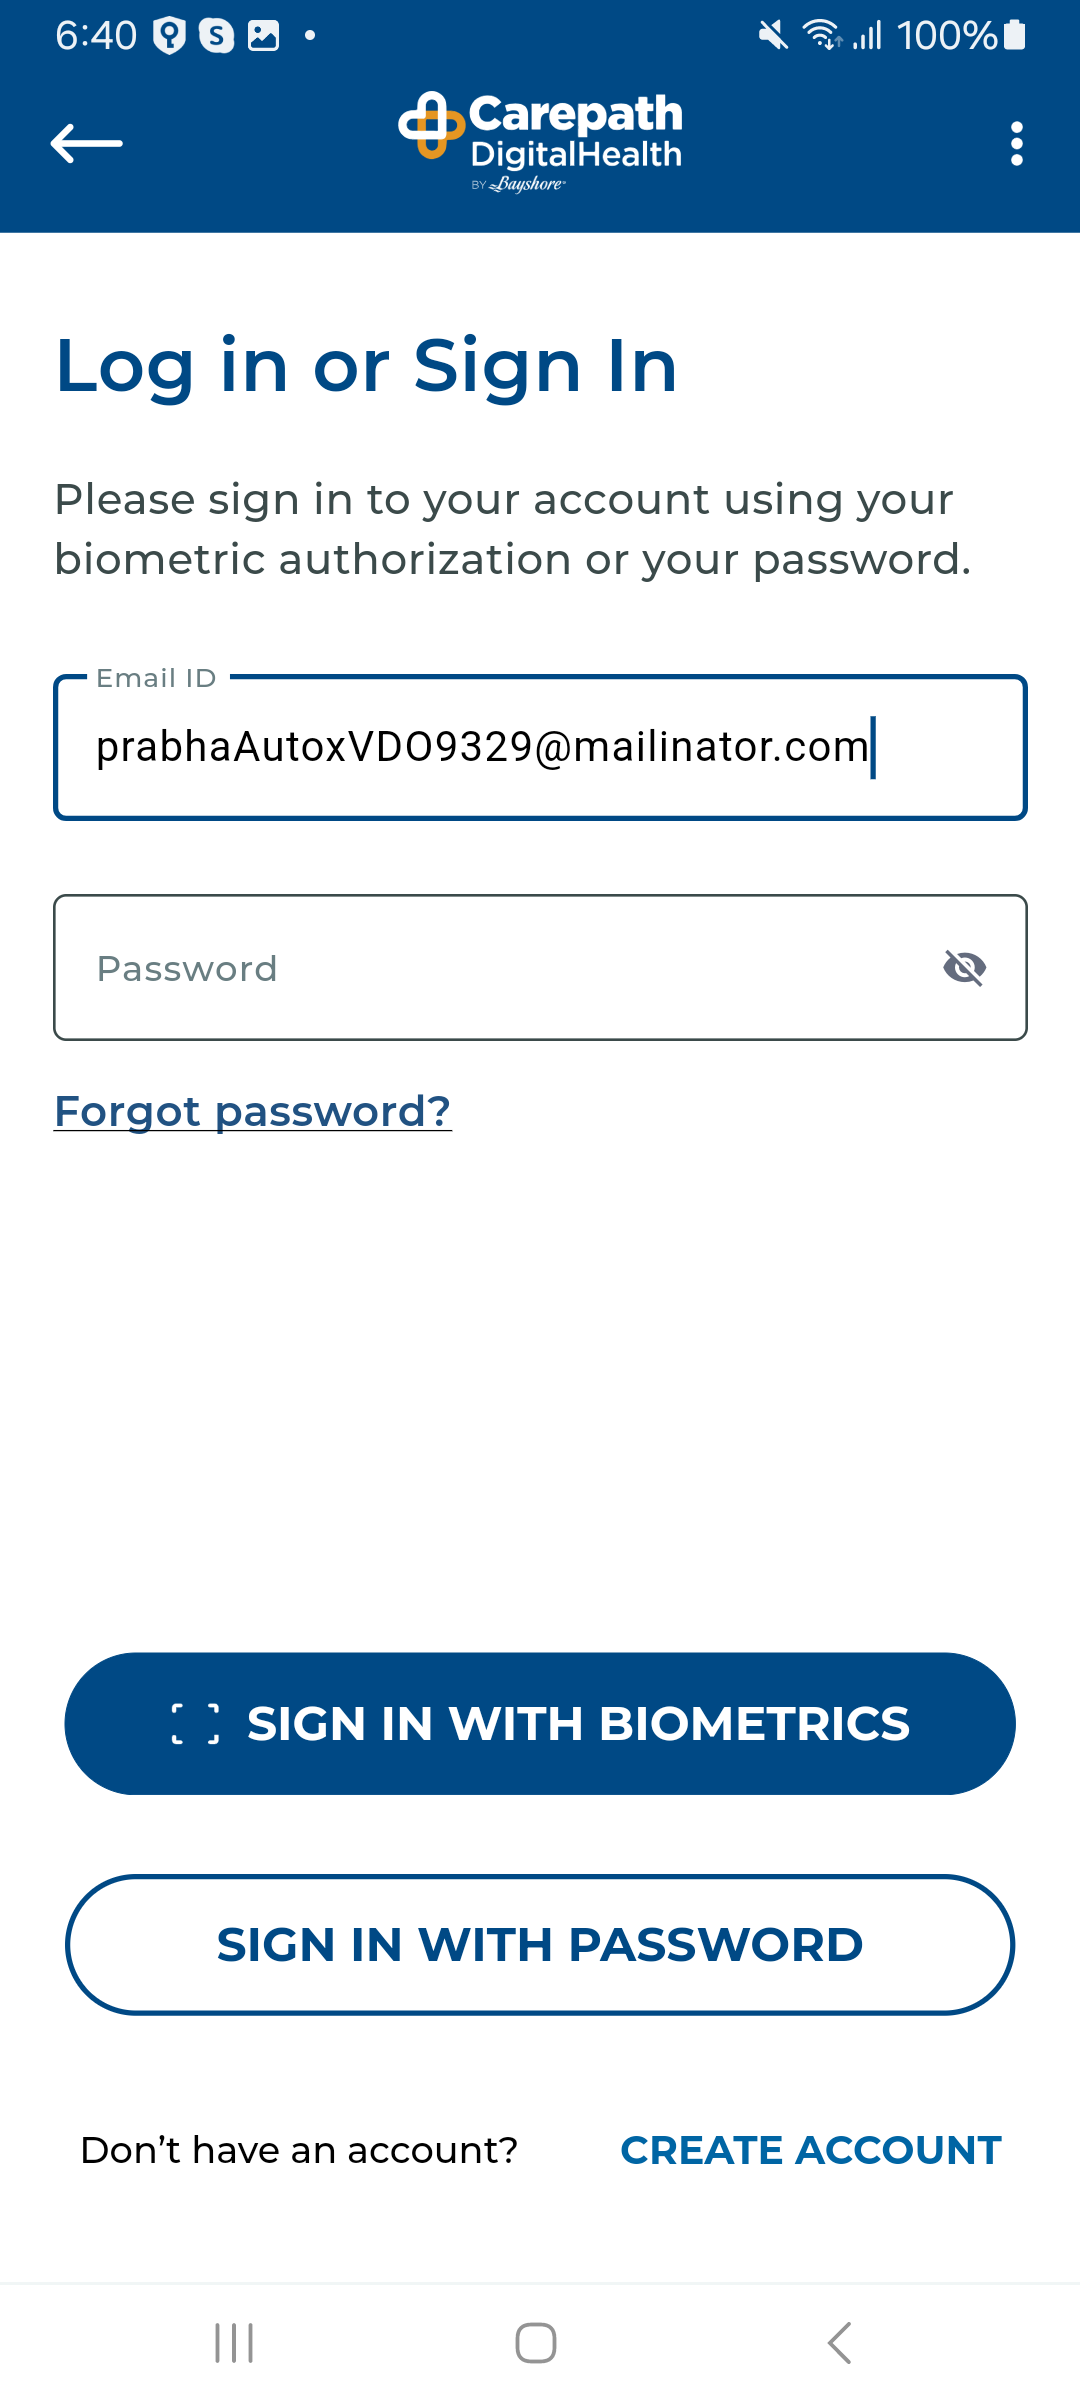 6:40
100%
Carepath
DigitalHealth
BY Bayshore
Log in or Sign In
Please sign in to your account using your
biometric authorization or your password.
Email ID
prabhaAutoxVDO9329@mailinator.com
Password
Forgot password?
SIGN IN WITH BIOMETRICS
SIGN IN WITH PASSWORD
Don’t have an account? CREATE ACCOUNT